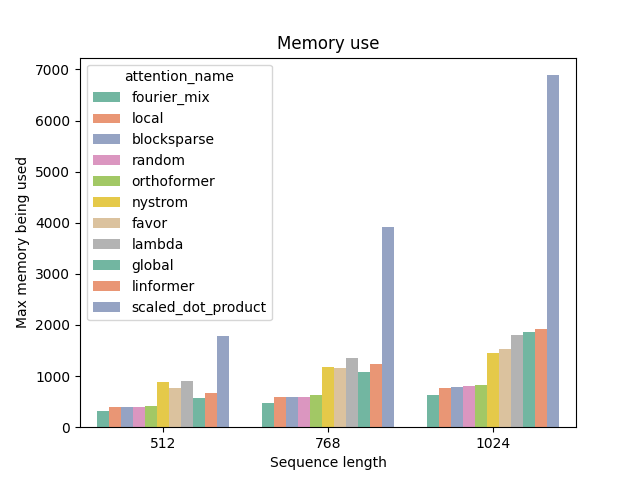 Memory use
Max memory being used
7000
6000
5000
4000
3000
2000
1000
0
attention_name
fourier_mix
local
blocksparse
random
orthoformer
nystrom
favor
lambda
global
linformer
scaled_dot_product
512
768
1024
Sequence length